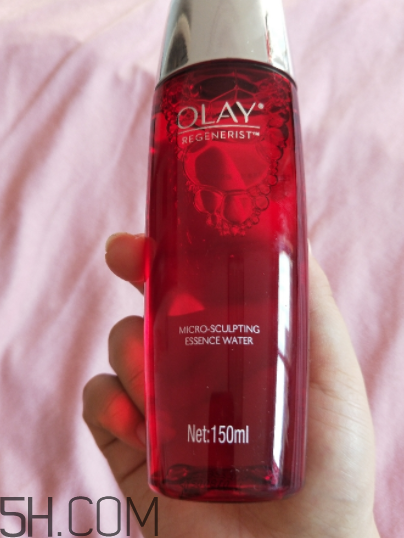 OLAY®
REGENERIST™
MICRO-SCULPTING
ESSENCE WATER
Net:150ml
5H.COM